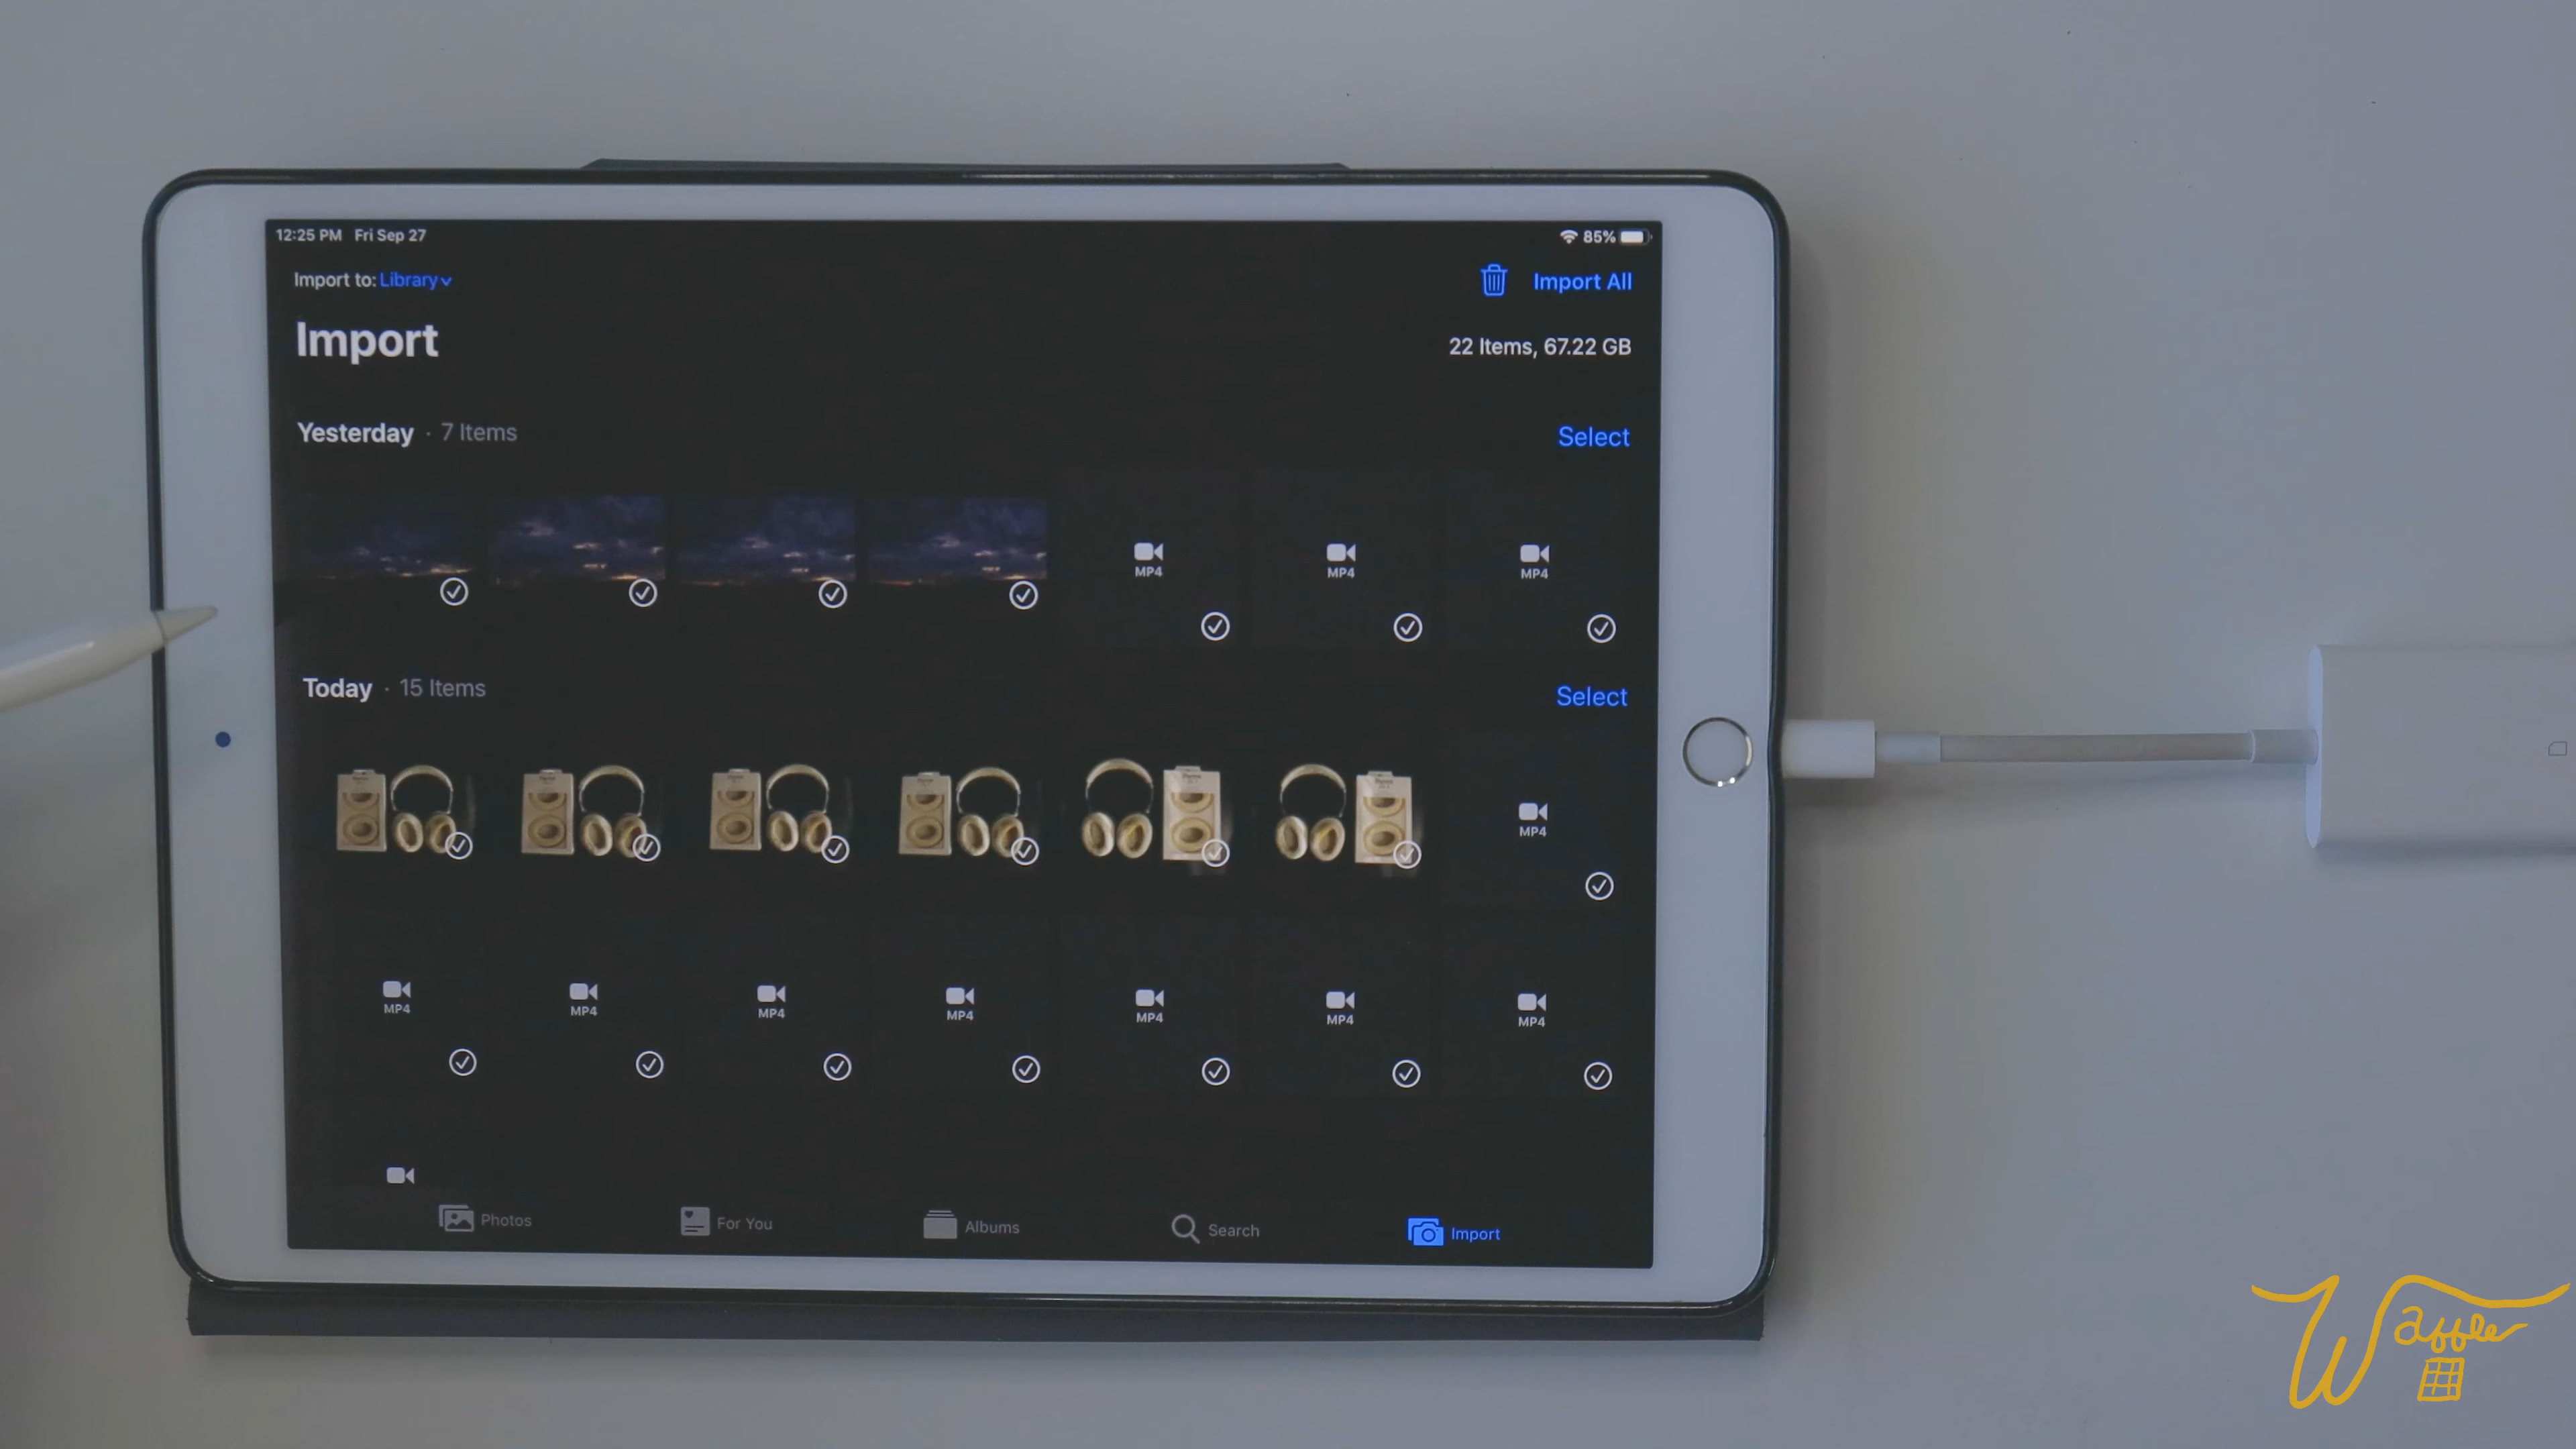 12:25 PM Fri Sep 27
85%
Import to: Library
Import All
Import
22 Items, 67.22 GB
Yesterday · 7 Items
Select
MP4
MP4
MP4
Today · 15 Items
Select
MP4
MP4
MP4
MP4
MP4
MP4
MP4
MP4
Photos
For You
Albums
Search
Import
Waffle